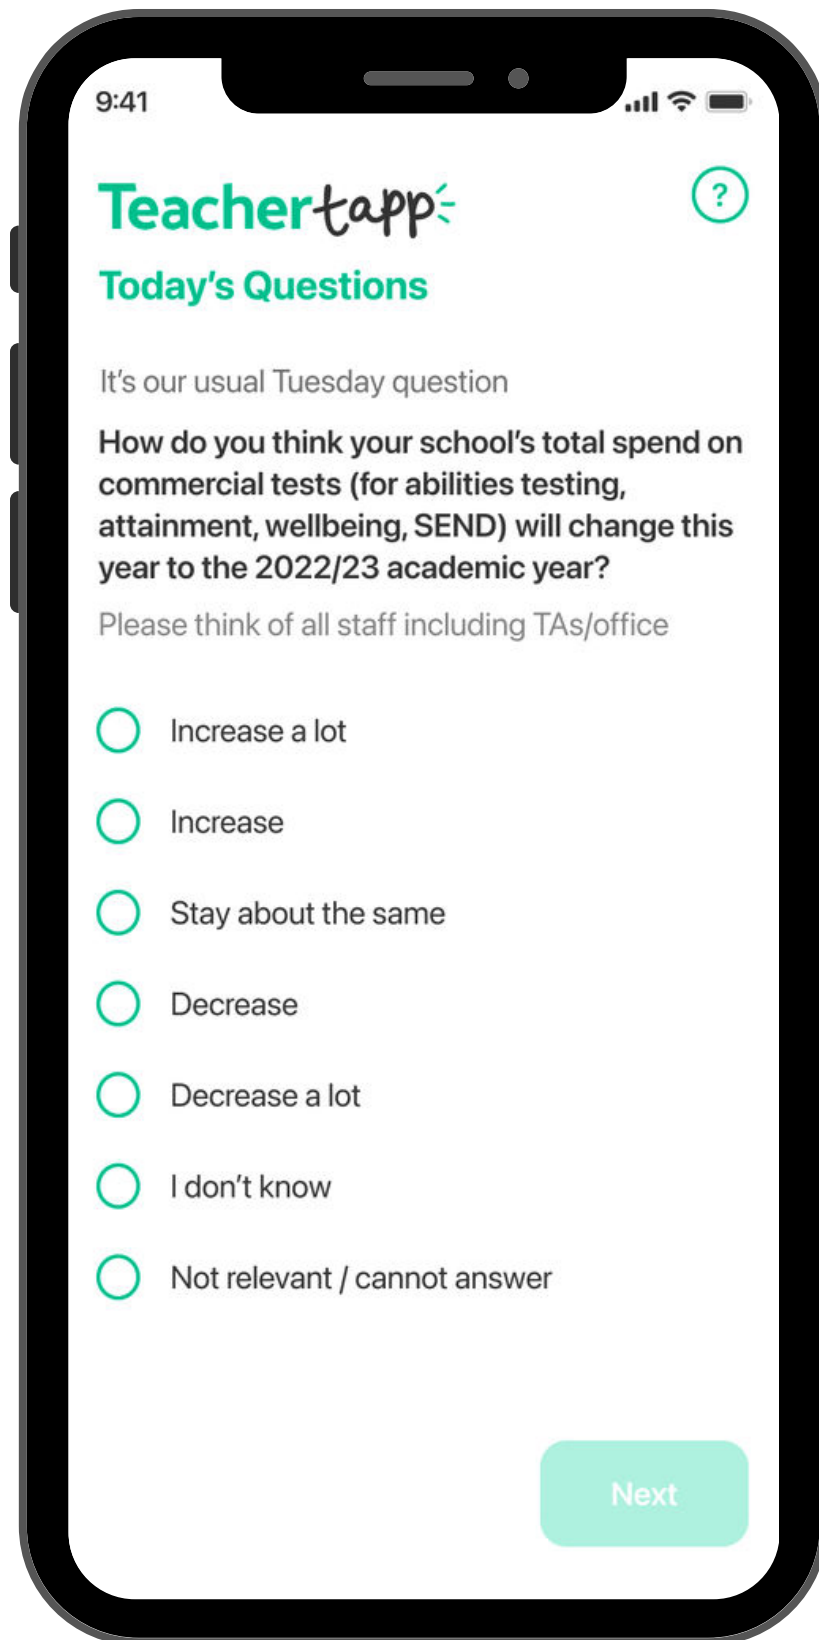 9:41
Teachertapp
?
Today's Questions
It's our usual Tuesday question
How do you think your school's total spend on
commercial tests (for abilities testing,
attainment, wellbeing, SEND) will change this
year to the 2022/23 academic year?
Please think of all staff including TAs/office
Increase a lot
Increase
Stay about the same
Decrease
Decrease a lot
I don't know
Not relevant / cannot answer
Next